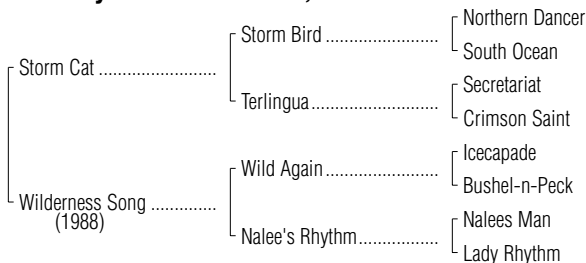 Storm Cat
Wilderness Song
(1988)
Storm Bird
Terlingua
Wild Again
Nalee's Rhythm
Northern Dancer
South Ocean
Secretariat
Crimson Saint
Icecapade
Bushel-n-Peck
Nalees Man
Lady Rhythm